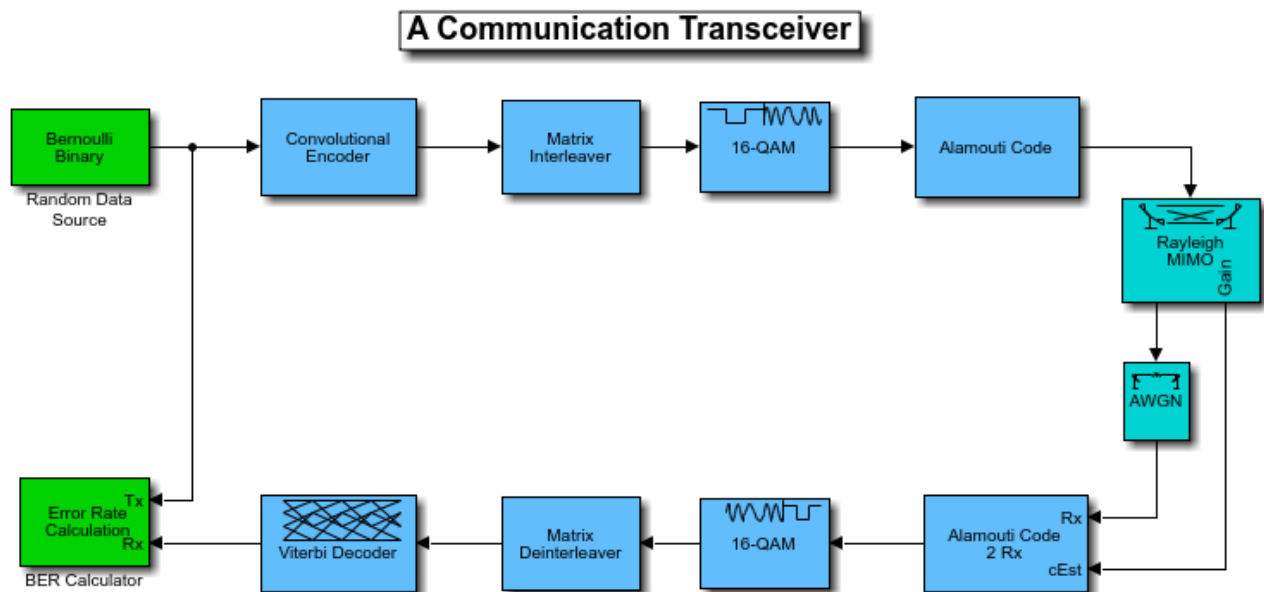 A Communication Transceiver
Bernoulli
Binary
Random Data
Source
Convolutional
Encoder
Matrix
Interleaver
16-QAM
Alamouti Code
Rayleigh
MIMO
Gain
AWGN
Tx
Error Rate
Calculation
Rx
BER Calculator
Viterbi Decoder
Matrix
Deinterleaver
16-QAM
Rx
Alamouti Code
2 Rx
cEst